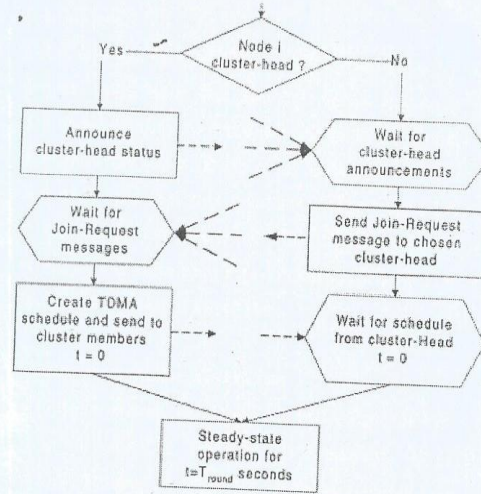 Node i
cluster-head ?
Yes
No
Announce
cluster-head status
Wait for
cluster-head
announcements
Wait for
Join-Request
messages
Send Join-Request
message to chosen
cluster-head
Create TDMA
schedule and send to
cluster members
t = 0
Wait for schedule
from cluster-Head
t = 0
Steady-state
operation for
t=Tround seconds